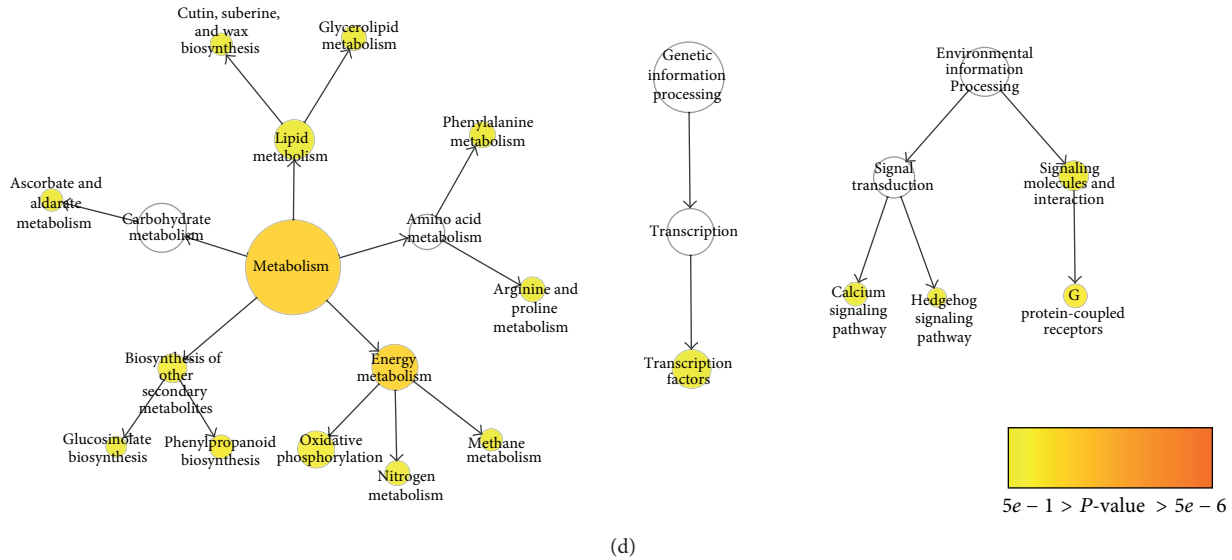 Cutin, suberine,
and wax
biosynthesis
Glycerolipid
metabolism
Lipid
metabolism
Phenylalanine
metabolism
Ascorbate and
aldarate
metabolism
Carbohydrate
metabolism
Amino acid
metabolism
Metabolism
Arginine and
proline
metabolism
Biosynthesis of
other
secondary
metabolites
Energy
metabolism
Glucosinolate
biosynthesis
Phenylpropanoid
biosynthesis
Oxidative
phosphorylation
Nitrogen
metabolism
Methane
metabolism
Genetic
information
processing
Transcription
Transcription
factors
Environmental
information
Processing
Signal
transduction
Signaling
molecules and
interaction
Calcium
signaling
pathway
Hedgehog
signaling
pathway
G
protein-coupled
receptors
5e − 1 > P-value > 5e − 6
(d)